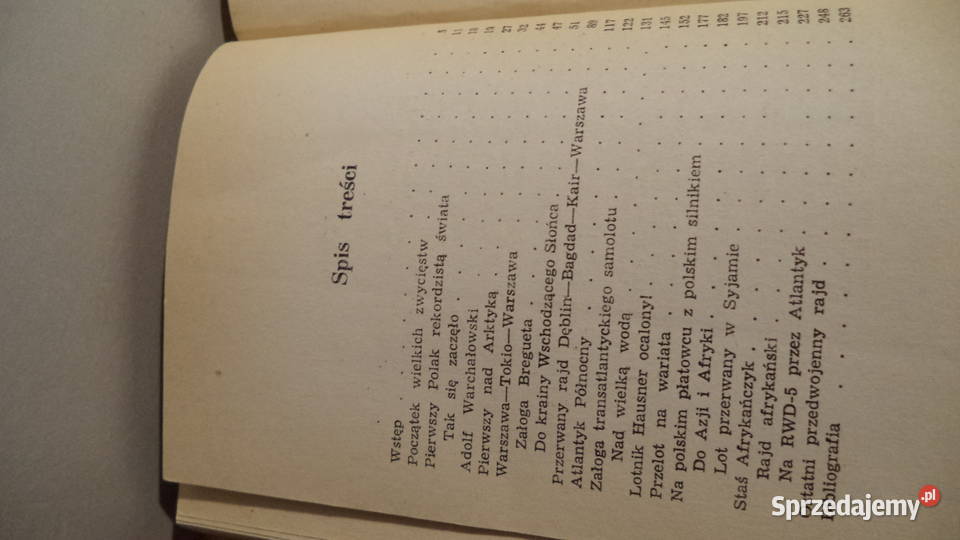 Spis treści
Wstęp . . . . . . . . 5
Początek wielkich zwycięstw . . . . 11
Pierwszy Polak rekordzistą świata . . . 18
Tak się zaczęło . . . . . . 19
Adolf Warchałowski . . . . . 27
Pierwszy nad Arktyką . . . . . 32
Warszawa—Tokio—Warszawa . . . . 44
Załoga Bregueta . . . . . . 47
Do krainy Wschodzącego Słońca . . . . 51
Przerwany rajd Dęblin—Bagdad—Kair—Warszawa . 89
Atlantyk Północny . . . . . . 117
Załoga transatlantyckiego samolotu . . . 122
Nad wielką wodą . . . . . . 131
Lotnik Hausner ocalony! . . . . . 145
Przelot na wariata . . . . . . 152
Na polskim płatowcu z polskim silnikiem . . 177
Do Azji i Afryki . . . . . . 182
Lot przerwany w Syjamie . . . . 197
Staś Afrykańczyk . . . . . . 212
Rajd afrykański . . . . . . 215
Na RWD-5 przez Atlantyk . . . . 227
Ostatni przedwojenny rajd . . . . 248
Bibliografia . . . . . . . 263
Sprzedajemy.pl